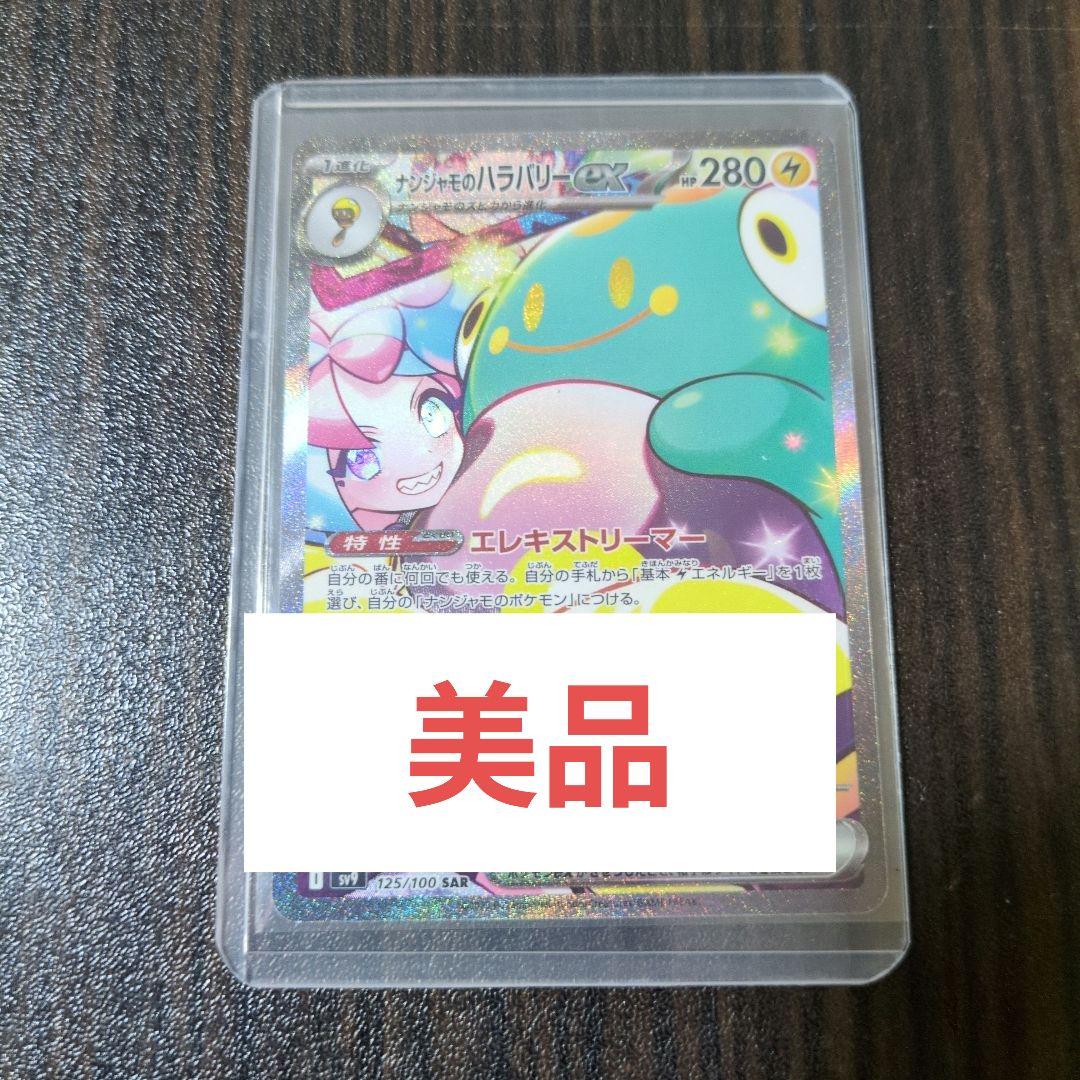 1進化
ナンジャモのハラバリーex HP 280
ナンジャモのズピカから進化
特性 エレキストリーマー
自分の番に何回でも使える。自分の手札から「基本エネルギー」を1枚
選び、自分の「ナンジャモのポケモン」につける。
美品
I SV9 125/100 SAR